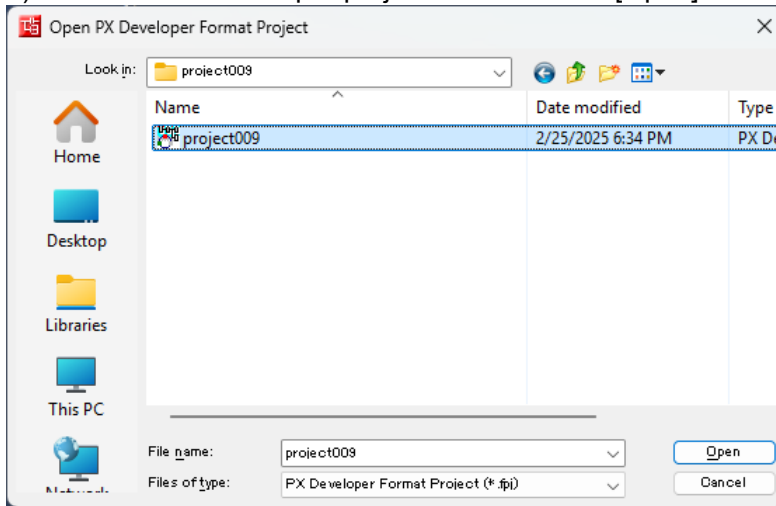 Open PX Developer Format Project
Look in: project009
Name Date modified Type
project009 2/25/2025 6:34 PM PX De
Home
Desktop
Libraries
This PC
File name: project009 Open
Files of type: PX Developer Format Project (*.fpj) Cancel